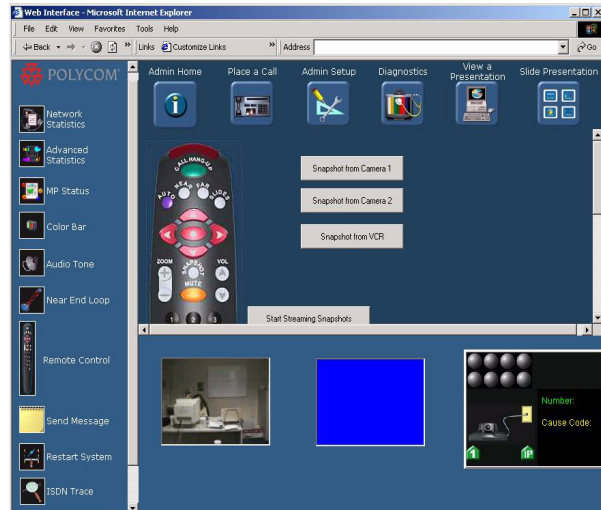 Web Interface - Microsoft Internet Explorer
File Edit View Favorites Tools Help
Back Links Customize Links Address Go
POLYCOM
Admin Home Place a Call Admin Setup Diagnostics View a Presentation Slide Presentation
Network Statistics
Advanced Statistics
MP Status
Color Bar
Audio Tone
Near End Loop
Remote Control
Send Message
Restart System
ISDN Trace
CALL HANG-UP
AUTO NEAR FAR SLIDES
ZOOM SNAPSHOT VOL
MUTE
1 2 3
Snapshot from Camera 1
Snapshot from Camera 2
Snapshot from VCR
Start Streaming Snapshots
Number:
Cause Code:
1 IP